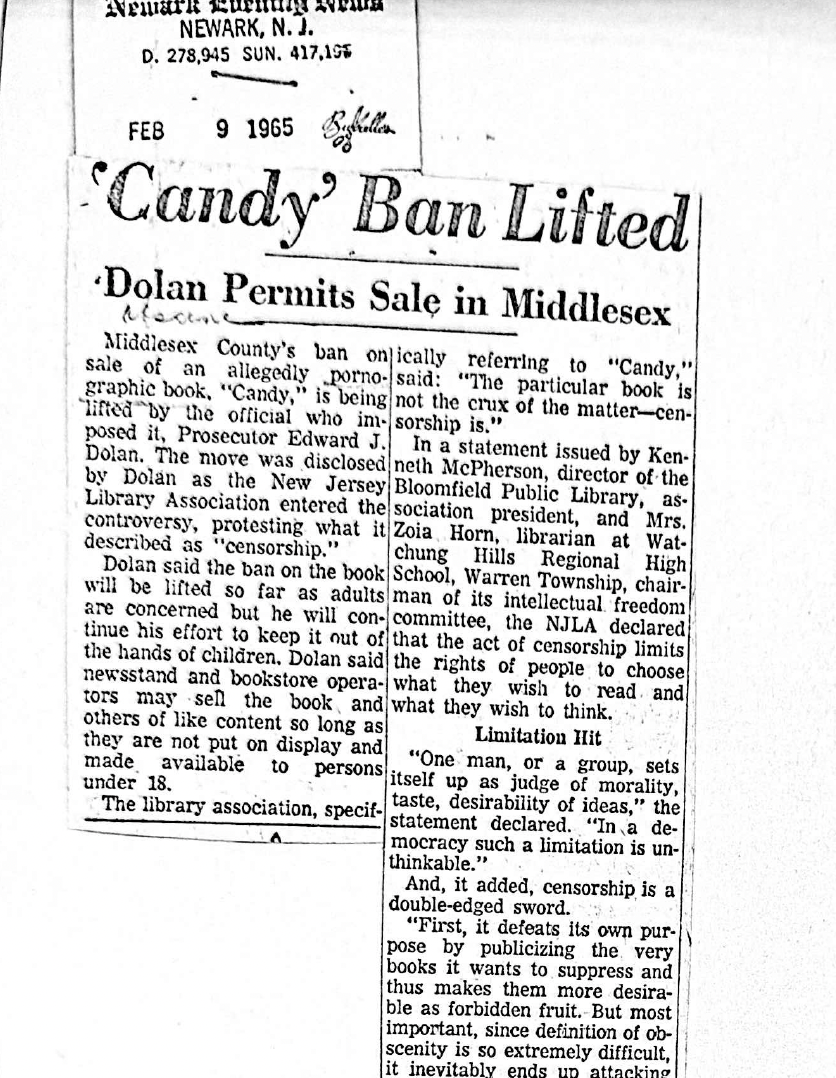 Newark Evening News
NEWARK, N. J.
D. 278,945 SUN. 417,195
FEB 9 1965
'Candy' Ban Lifted
Dolan Permits Sale in Middlesex
Middlesex County's ban on
sale of an allegedly porno-
graphic book, "Candy," is being
lifted by the official who im-
posed it, Prosecutor Edward J.
Dolan. The move was disclosed
by Dolan as the New Jersey
Library Association entered the
controversy, protesting what it
described as "censorship."
Dolan said the ban on the book
will be lifted so far as adults
are concerned but he will con-
tinue his effort to keep it out of
the hands of children. Dolan said
newsstand and bookstore opera-
tors may sell the book and
others of like content so long as
they are not put on display and
made available to persons
under 18.
The library association, specif-
ically referring to "Candy,"
said: "The particular book is
not the crux of the matter—cen-
sorship is."
In a statement issued by Ken-
neth McPherson, director of the
Bloomfield Public Library, as-
sociation president, and Mrs.
Zoia Horn, librarian at Wat-
chung Hills Regional High
School, Warren Township, chair-
man of its intellectual freedom
committee, the NJLA declared
that the act of censorship limits
the rights of people to choose
what they wish to read and
what they wish to think.
Limitation Hit
"One man, or a group, sets
itself up as judge of morality,
taste, desirability of ideas," the
statement declared. "In a de-
mocracy such a limitation is un-
thinkable."
And, it added, censorship is a
double-edged sword.
"First, it defeats its own pur-
pose by publicizing the very
books it wants to suppress and
thus makes them more desira-
ble as forbidden fruit. But most
important, since definition of ob-
scenity is so extremely difficult,
it inevitably ends up attacking